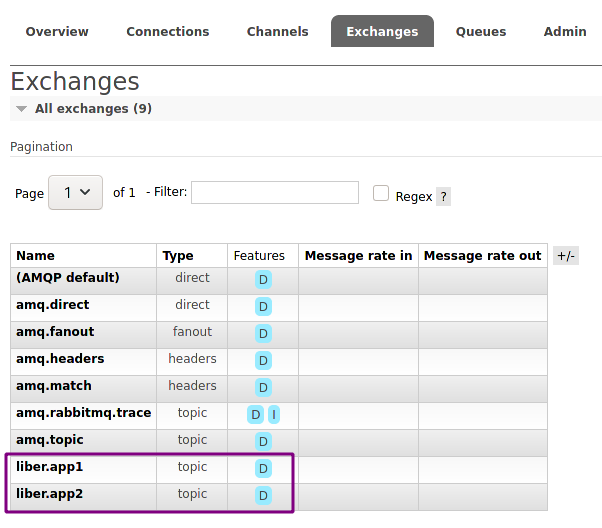 Overview Connections Channels Exchanges Queues Admin
Exchanges
All exchanges (9)
Pagination
Page 1 of 1 - Filter: Regex ?
Name Type Features Message rate in Message rate out +/-
(AMQP default) direct D
amq.direct direct D
amq.fanout fanout D
amq.headers headers D
amq.match headers D
amq.rabbitmq.trace topic D I
amq.topic topic D
liber.app1 topic D
liber.app2 topic D